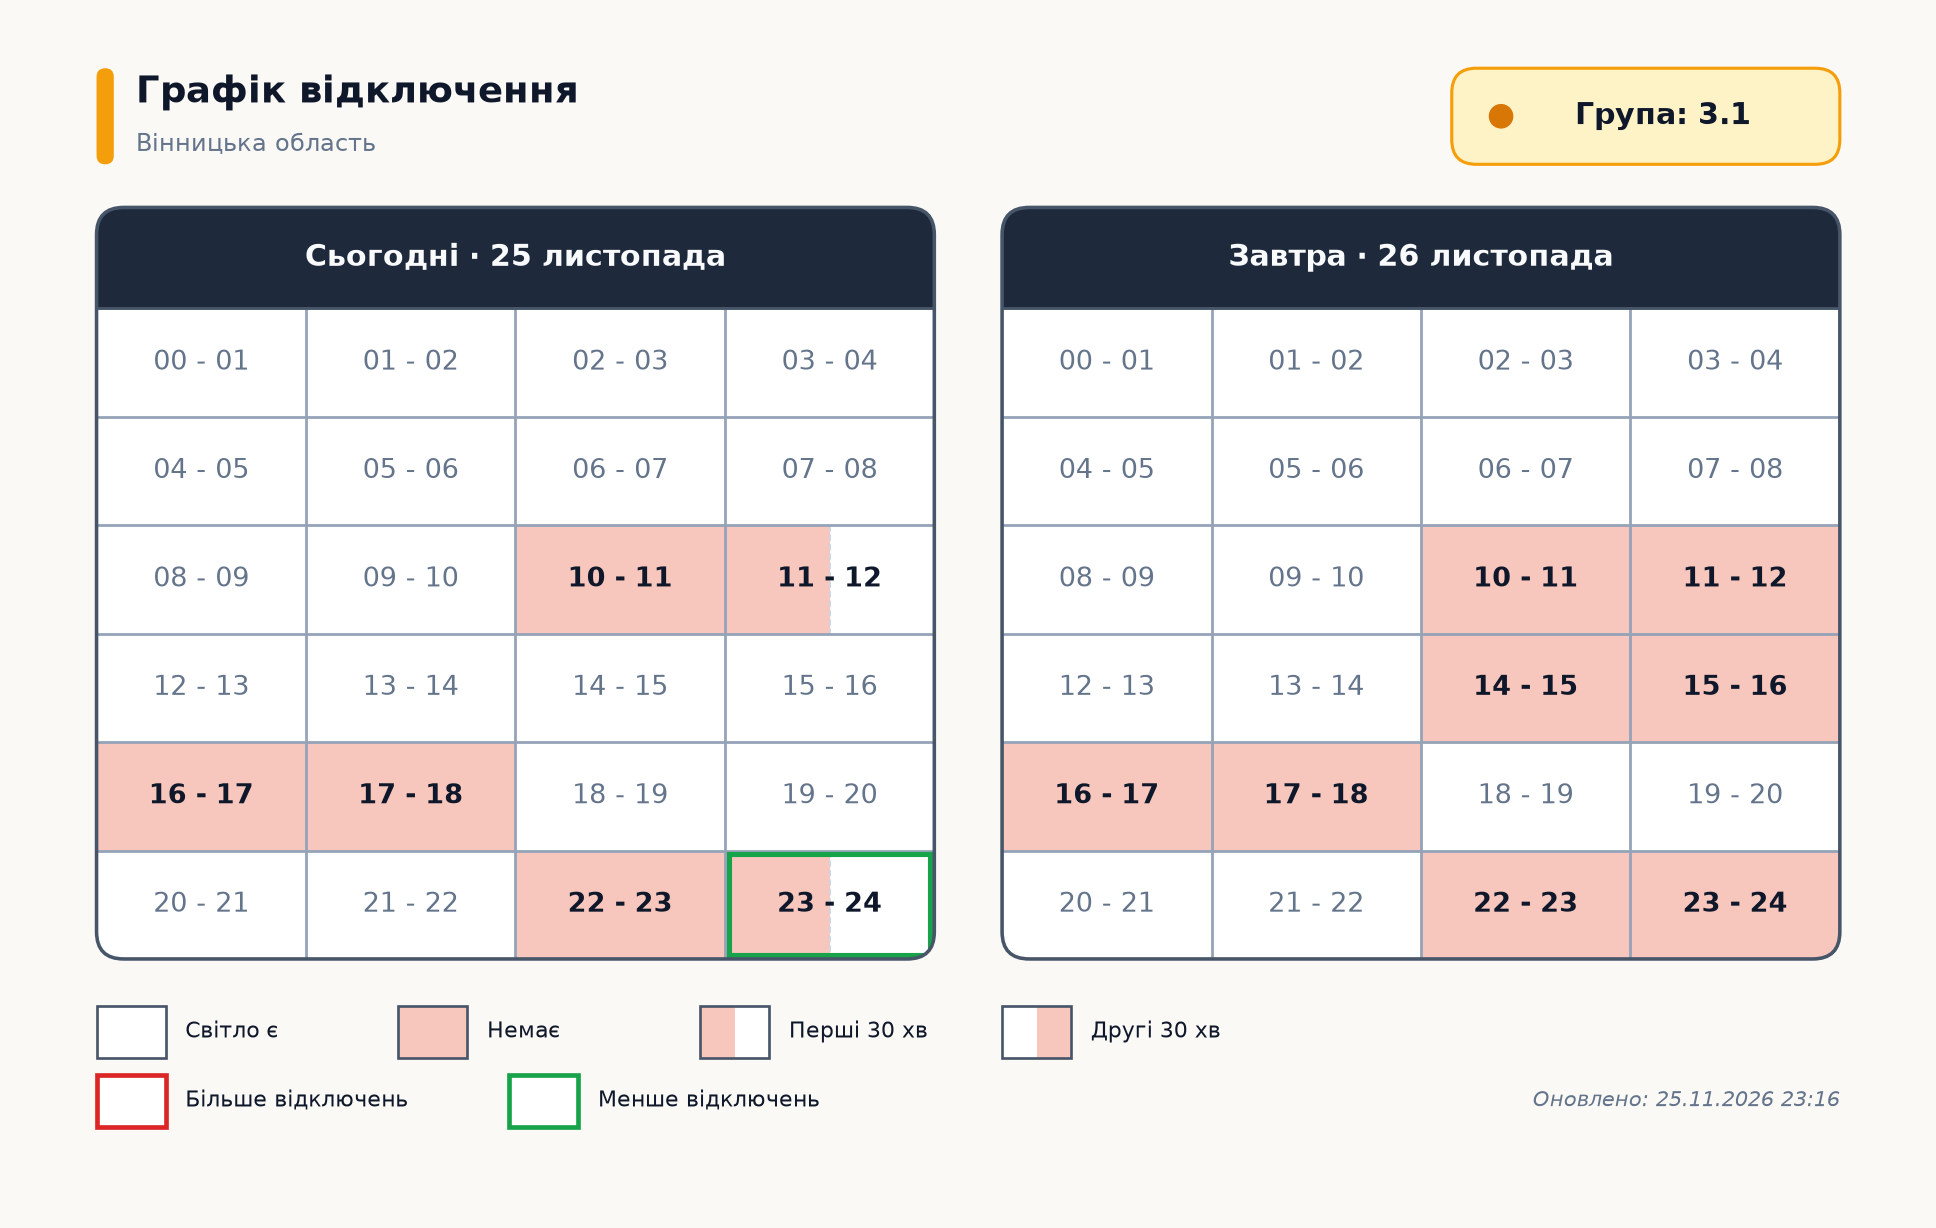 Графік відключення
Вінницька область
Група: 3.1
Сьогодні · 25 листопада
00 - 01 01 - 02 02 - 03 03 - 04
04 - 05 05 - 06 06 - 07 07 - 08
08 - 09 09 - 10 10 - 11 11 - 12
12 - 13 13 - 14 14 - 15 15 - 16
16 - 17 17 - 18 18 - 19 19 - 20
20 - 21 21 - 22 22 - 23 23 - 24
Завтра · 26 листопада
00 - 01 01 - 02 02 - 03 03 - 04
04 - 05 05 - 06 06 - 07 07 - 08
08 - 09 09 - 10 10 - 11 11 - 12
12 - 13 13 - 14 14 - 15 15 - 16
16 - 17 17 - 18 18 - 19 19 - 20
20 - 21 21 - 22 22 - 23 23 - 24
Світло є Немає Перші 30 хв Другі 30 хв
Більше відключень Менше відключень
Оновлено: 25.11.2026 23:16